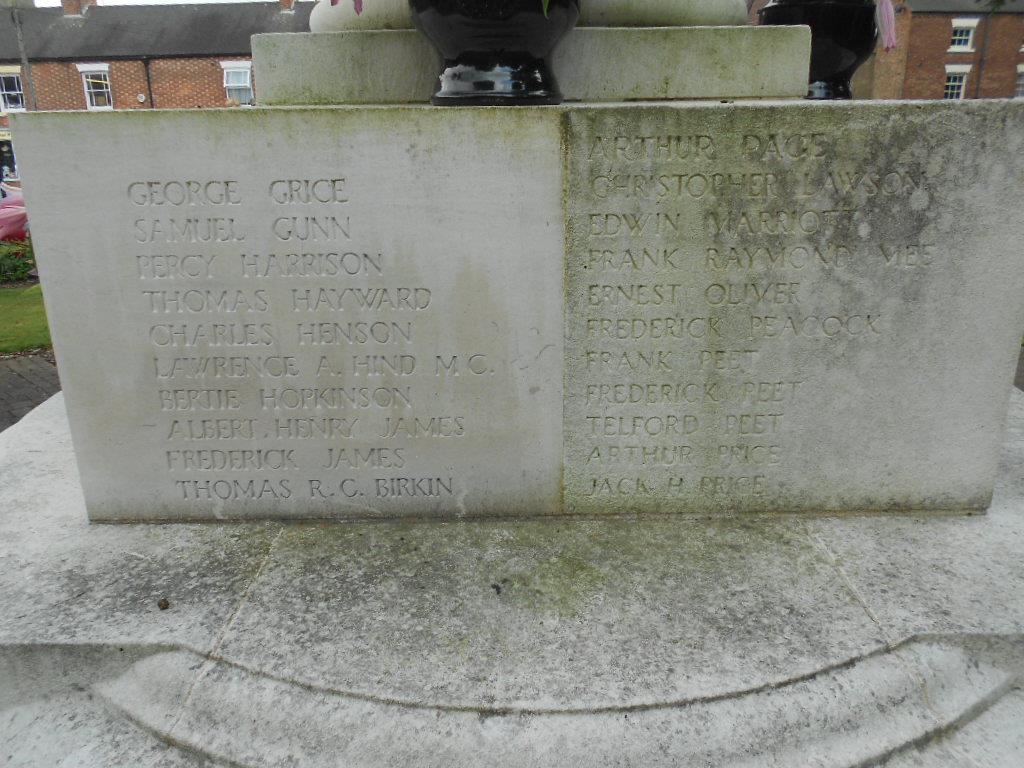 GEORGE GRICE
SAMUEL GUNN
PERCY HARRISON
THOMAS HAYWARD
CHARLES HENSON
LAWRENCE A. HIND M.C.
BERTIE HOPKINSON
ALBERT HENRY JAMES
FREDERICK JAMES
THOMAS R.C. BIRKIN
ARTHUR PAGE
CHRISTOPHER LAWSON
EDWIN MARRIOTT
FRANK RAYMOND MEE
ERNEST OLIVER
FREDERICK PEACOCK
FRANK PEET
FREDERICK PEET
TELFORD PEET
ARTHUR PRICE
JACK H PRICE